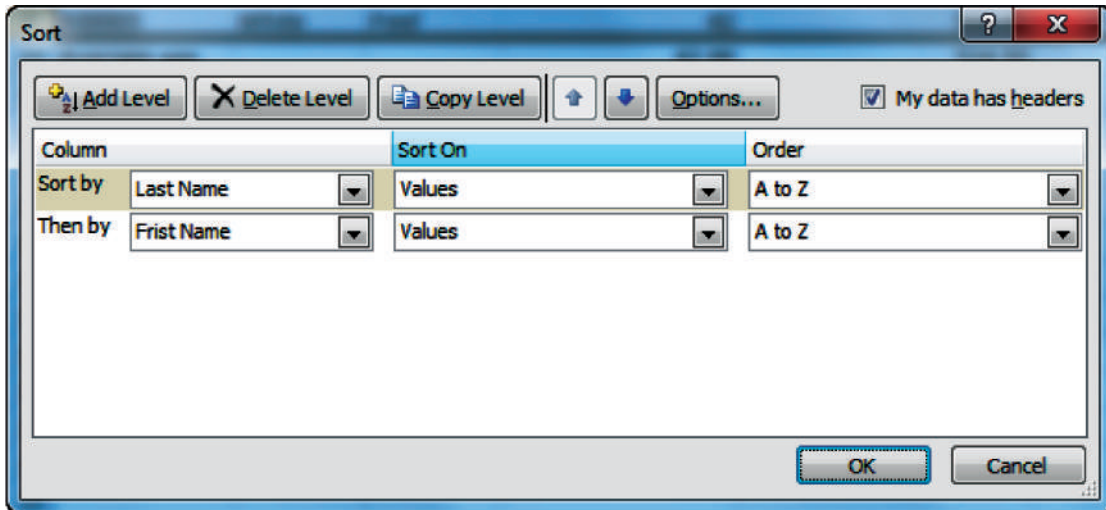 Sort
Add Level Delete Level Copy Level Options... My data has headers
Column Sort On Order
Sort by Last Name Values A to Z
Then by Frist Name Values A to Z
OK Cancel